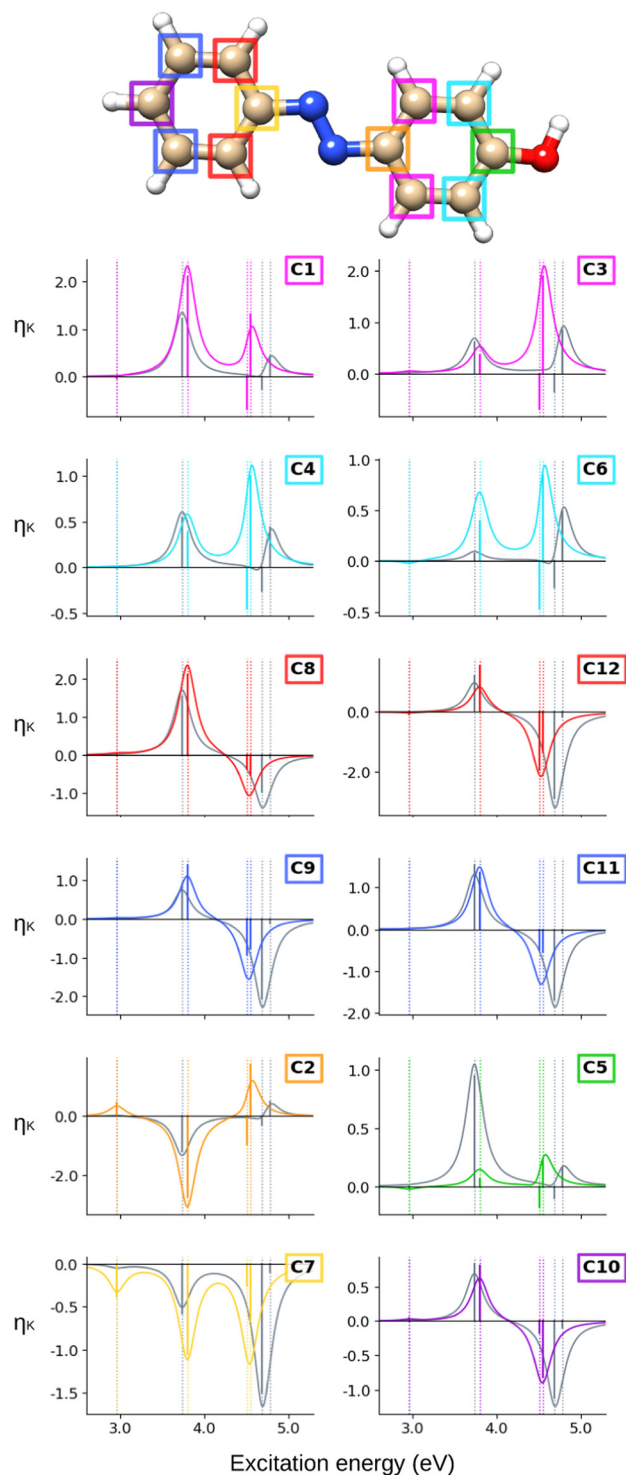 C1 C3
2.0 2.0
ηK 1.0 1.0
0.0 0.0
C4 C6
1.0 1.0
ηK 0.5 0.5
0.0 0.0
-0.5 -0.5
C8 C12
2.0
ηK 1.0 0.0
0.0
-1.0 -2.0
C9 C11
1.0 1.0
ηK 0.0 0.0
-1.0 -1.0
-2.0 -2.0
C2 C5
1.0
ηK 0.0 0.5
-2.0 0.0
C7 C10
0.0
0.5
ηK -0.5 0.0
-1.0 -0.5
-1.5 -1.0
3.0 4.0 5.0 3.0 4.0 5.0
Excitation energy (eV)